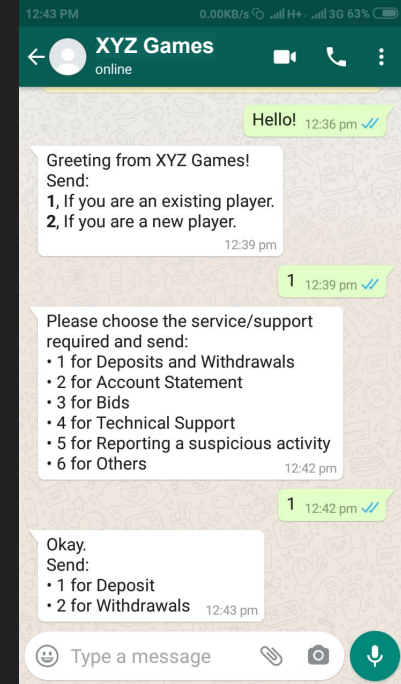 12:43 PM 0.00KB/s H+ 3G 63%
XYZ Games
online
Hello! 12:36 pm
Greeting from XYZ Games!
Send:
1, If you are an existing player.
2, If you are a new player.
12:39 pm
1 12:39 pm
Please choose the service/support
required and send:
• 1 for Deposits and Withdrawals
• 2 for Account Statement
• 3 for Bids
• 4 for Technical Support
• 5 for Reporting a suspicious activity
• 6 for Others 12:42 pm
1 12:42 pm
Okay.
Send:
• 1 for Deposit
• 2 for Withdrawals 12:43 pm
Type a message